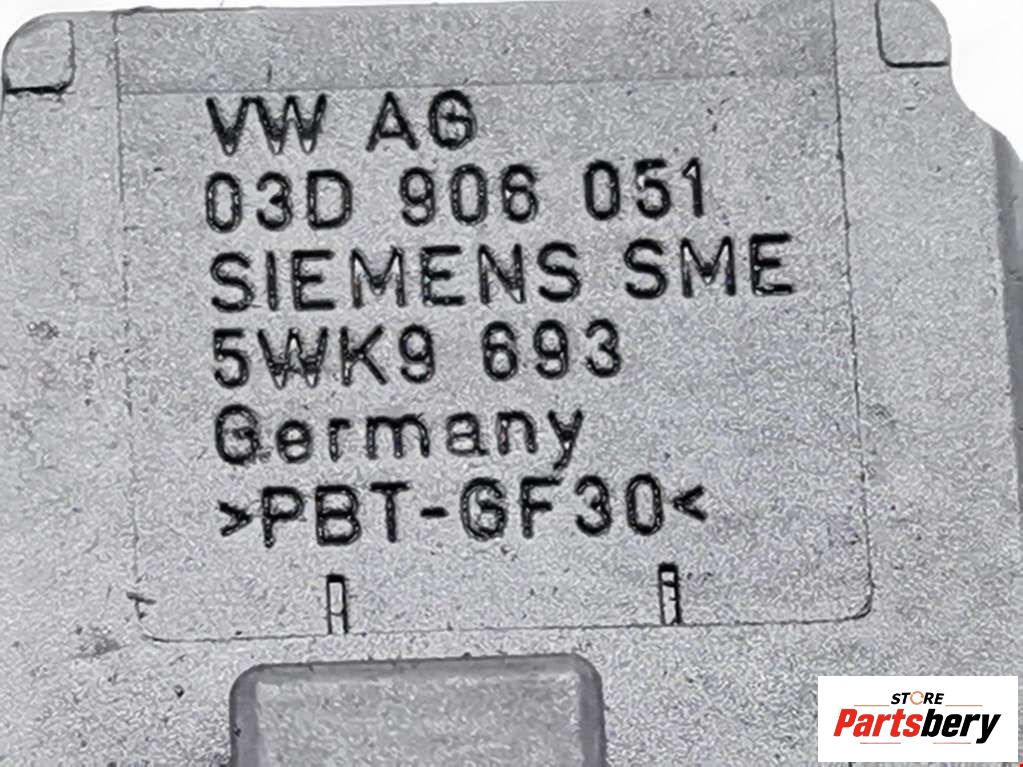 VW AG
03D 906 051
SIEMENS SME
5WK9 693
Germany
>PBT-GF30<
STORE
Partsbery